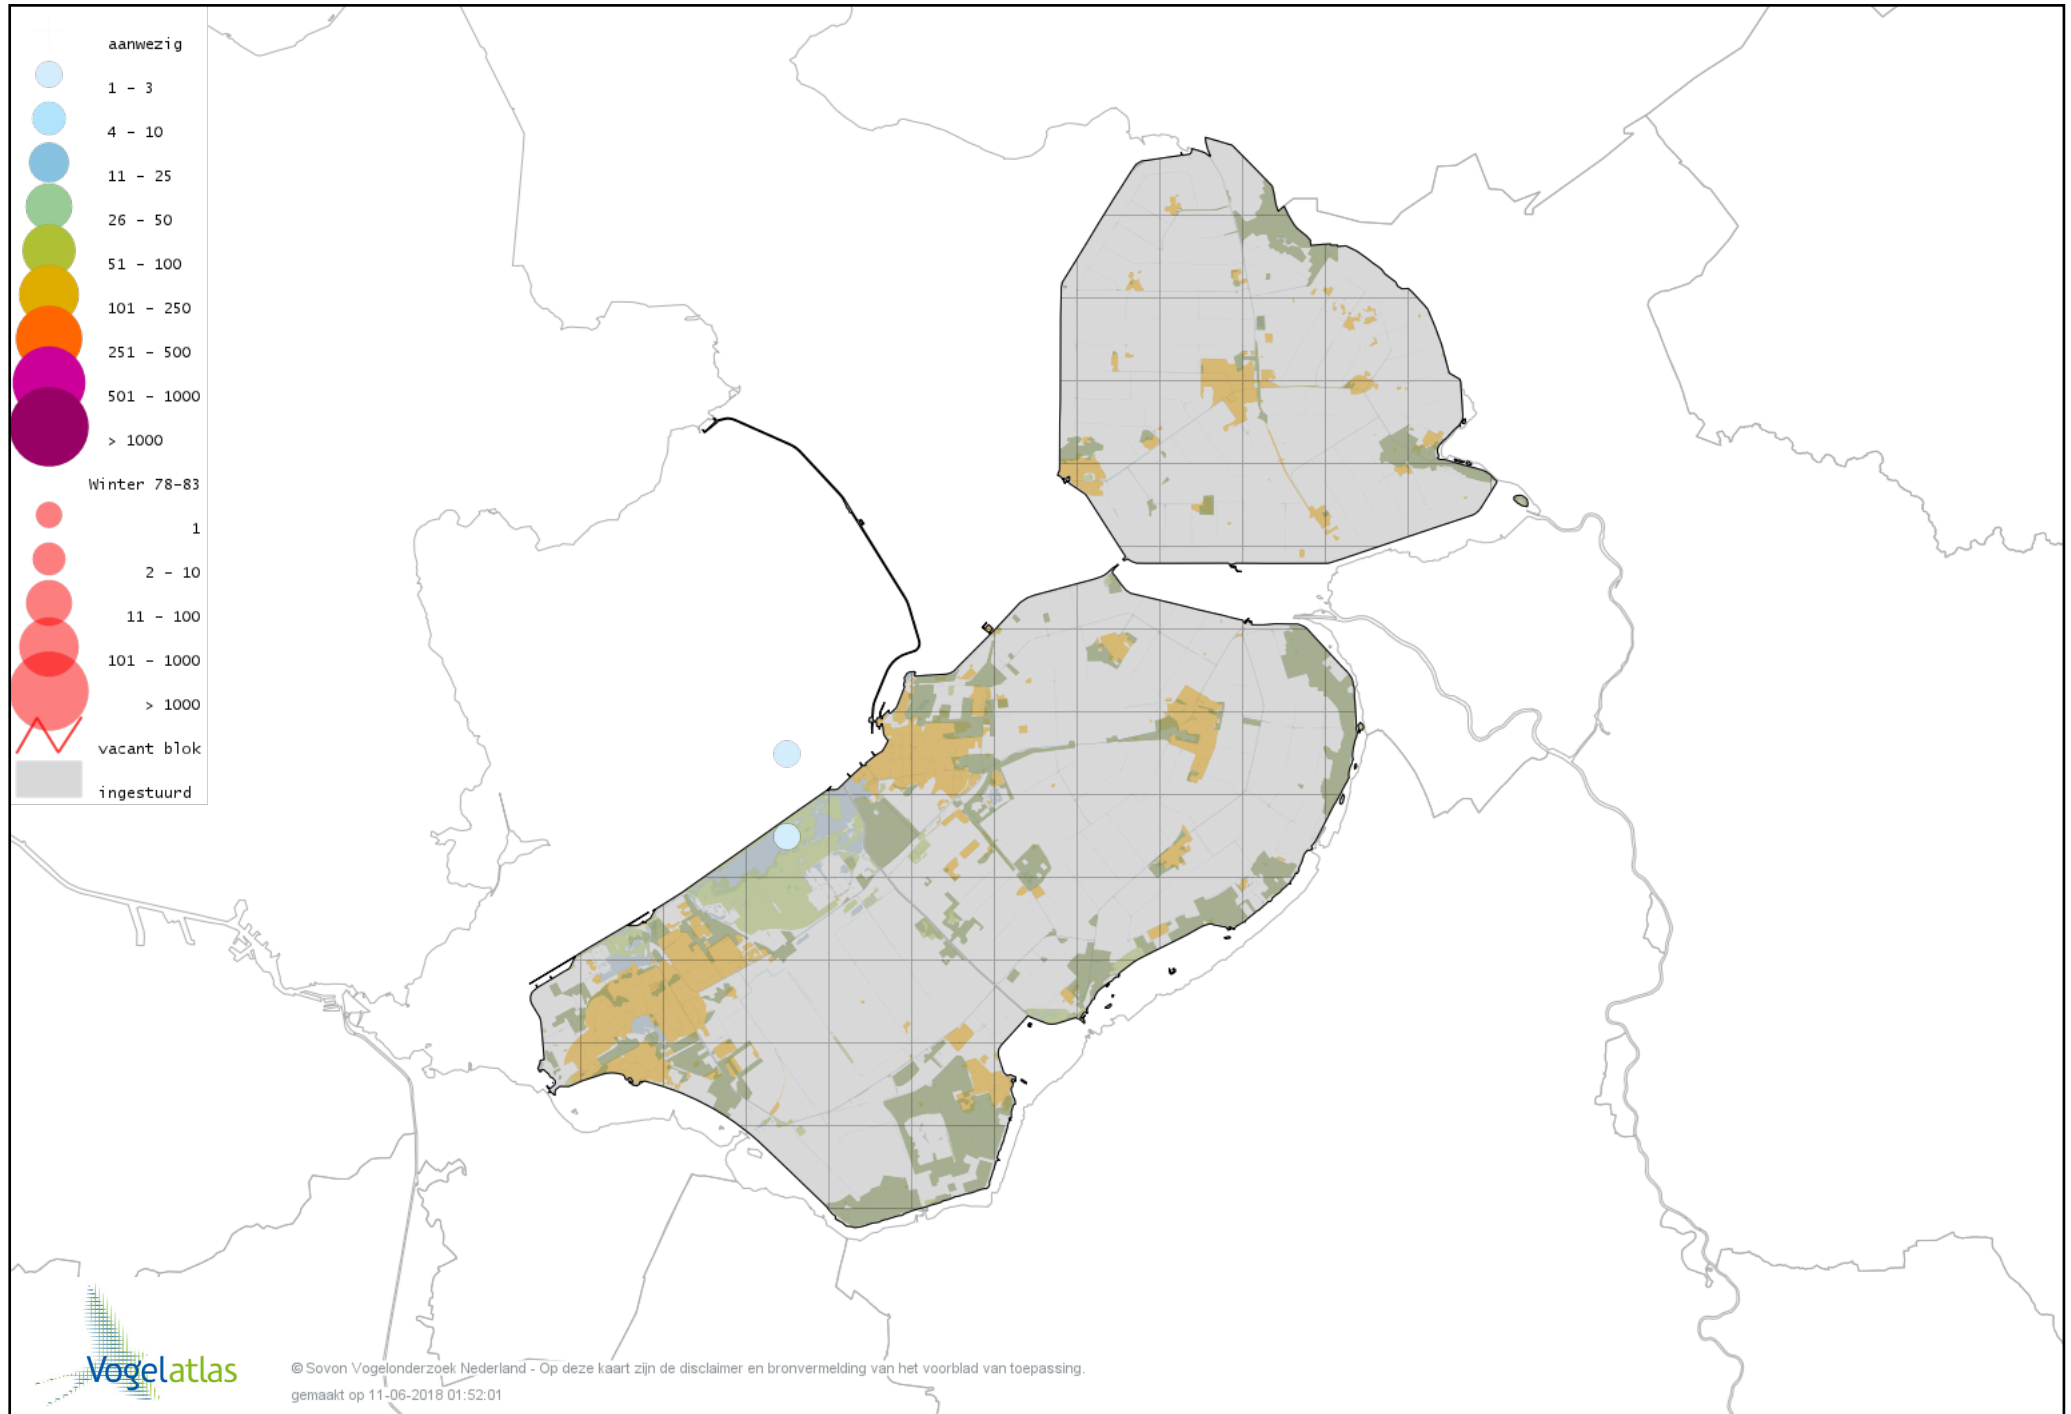 aanwezig
1 - 3
4 - 10
11 - 25
26 - 50
51 - 100
101 - 250
251 - 500
501 - 1000
> 1000
Winter 78-83
1
2 - 10
11 - 100
101 - 1000
> 1000
vacant blok
ingestuurd
Vogelatlas
© Sovon Vogelonderzoek Nederland - Op deze kaart zijn de disclaimer en bronvermelding van het voorblad van toepassing.
gemaakt op 11-06-2018 01:52:01